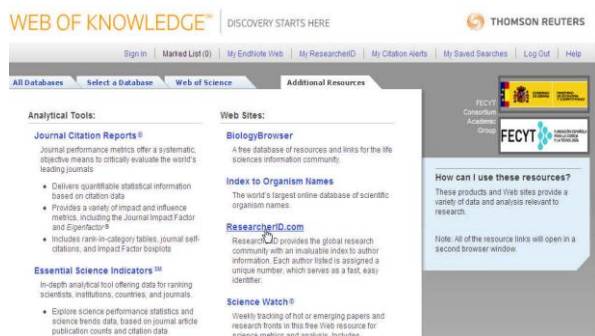 WEB OF KNOWLEDGE℠ DISCOVERY STARTS HERE
THOMSON REUTERS
Sign In | Marked List (0) | My EndNote Web | My ResearcherID | My Citation Alerts | My Saved Searches | Log Out | Help
All Databases Select a Database Web of Science Additional Resources
Analytical Tools:
Journal Citation Reports®
Journal performance metrics offer a systematic,
objective means to critically evaluate the world's
leading journals
• Delivers quantifiable statistical information
based on citation data
• Provides a variety of impact and influence
metrics, including the Journal Impact Factor
and Eigenfactor®
• Includes rank-in-category tables, journal self-
citations, and Impact Factor boxplots
Essential Science Indicators℠
In-depth analytical tool offering data for ranking
scientists, institutions, countries, and journals.
• Explore science performance statistics and
science trends data, based on journal article
publication counts and citation data
Web Sites:
BiologyBrowser
A free database of resources and links for the life
sciences information community.
Index to Organism Names
The world's largest online database of scientific
organism names.
ResearcherID.com
ResearcherID provides the global research
community with an invaluable index to author
information. Each author listed is assigned a
unique number, which serves as a fast, easy
identifier.
Science Watch®
Weekly tracking of hot or emerging papers and
research fronts in this free Web resource for
science metrics and analysis. Includes
FECYT
Consortium
Academic
Group
FECYT
How can I use these resources?
These products and Web sites provide a
variety of data and analysis relevant to
research.
Note: All of the resource links will open in a
second browser window.